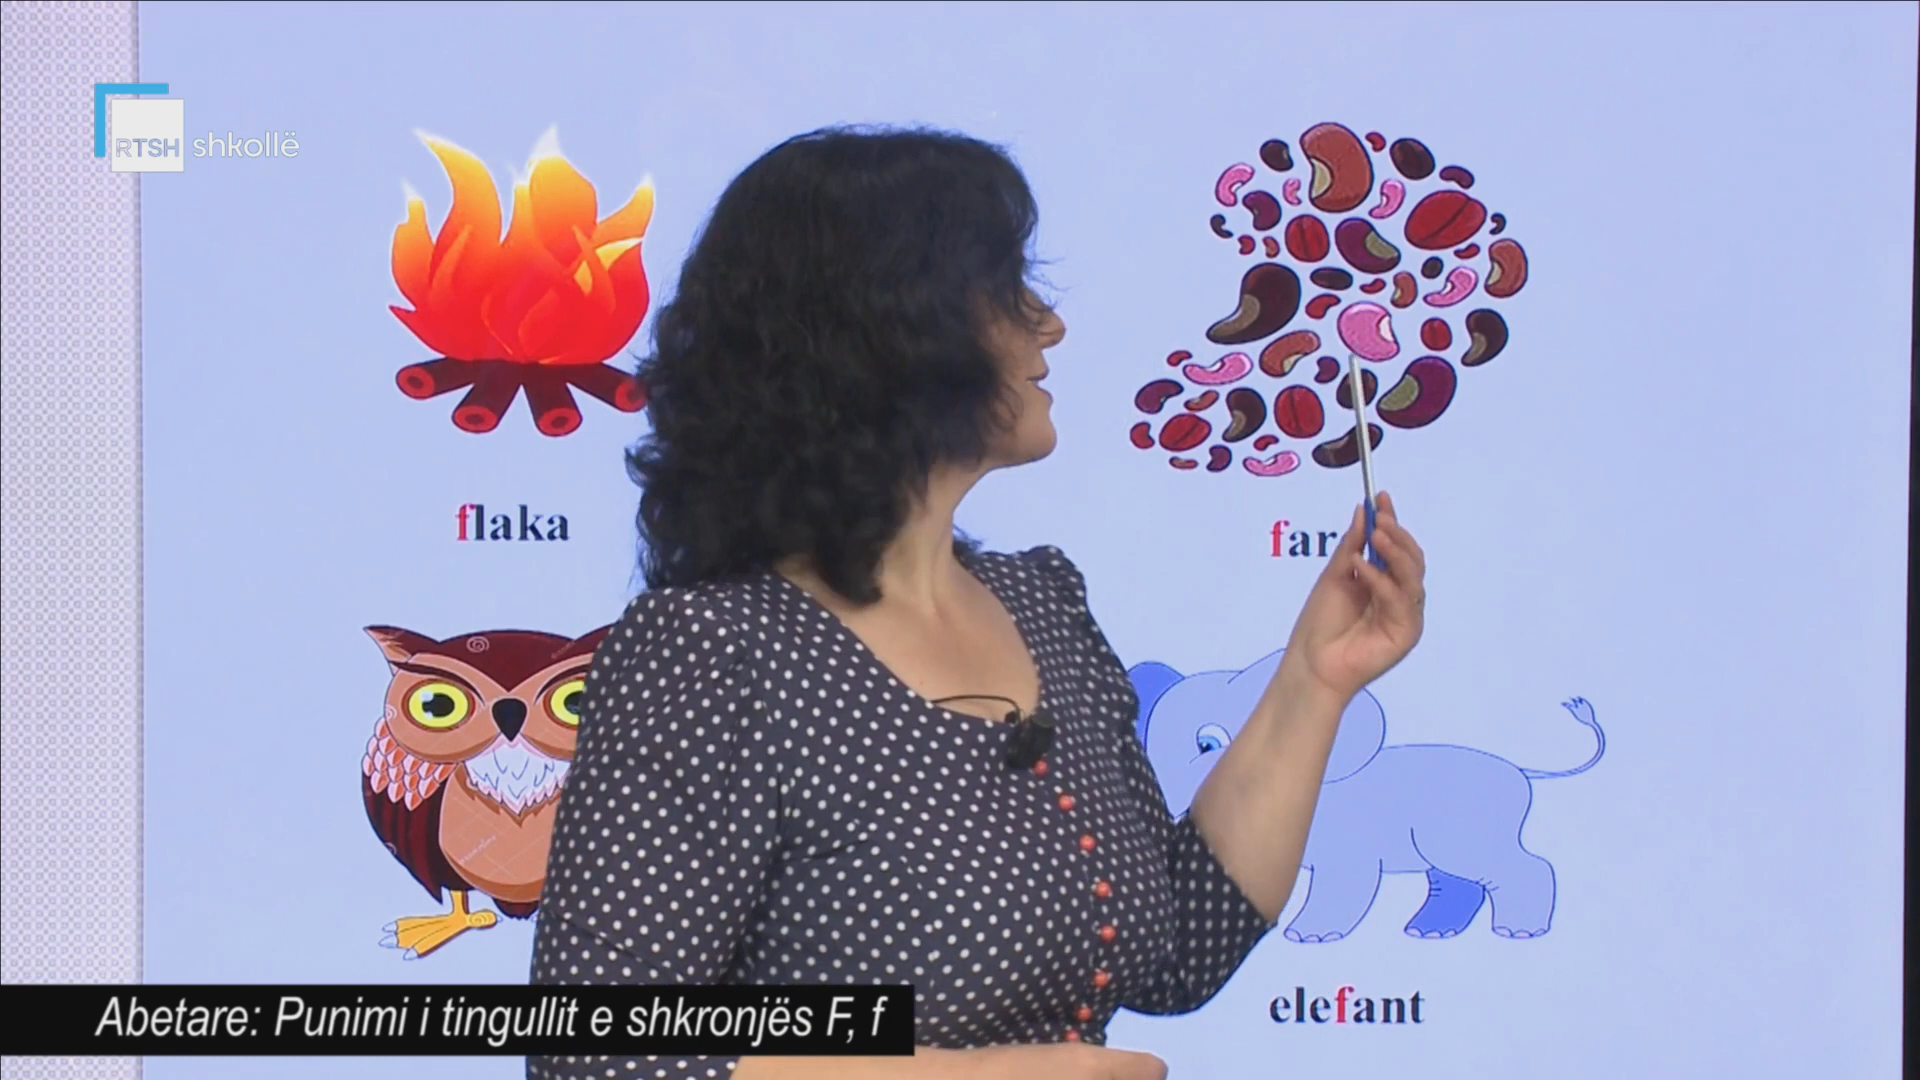 RTSH shkollë
flaka
elefant
Abetare: Punimi i tingullit e shkronjës F, f